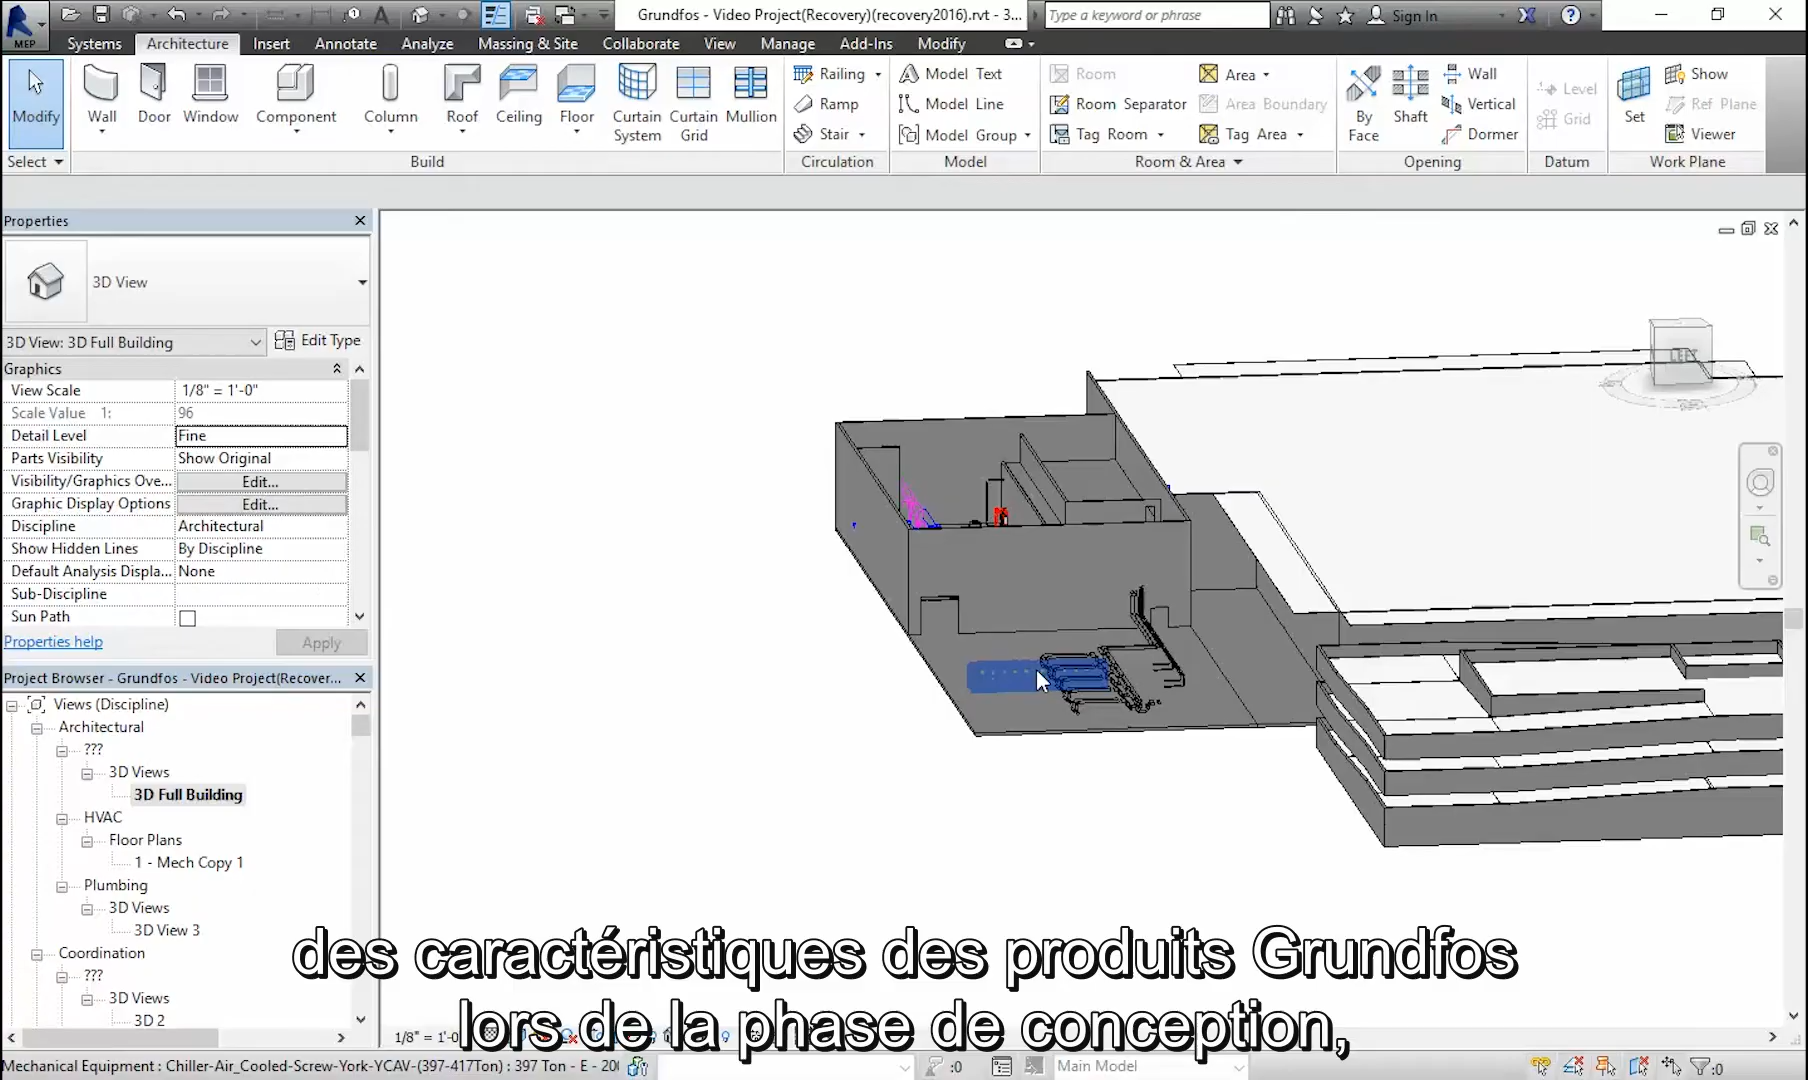 Grundfos - Video Project(Recovery)(recovery2016).rvt - 3...
Type a keyword or phrase
Sign In
MEP
Systems Architecture Insert Annotate Analyze Massing & Site Collaborate View Manage Add-Ins Modify
Modify
Wall
Door
Window
Component
Column
Roof
Ceiling
Floor
Curtain System
Curtain Grid
Mullion
Railing
Ramp
Stair
Model Text
Model Line
Model Group
Room
Room Separator
Tag Room
Area
Area Boundary
Tag Area
By Face
Shaft
Wall
Vertical
Dormer
Level
Grid
Set
Show
Ref Plane
Viewer
Select
Build
Circulation
Model
Room & Area
Opening
Datum
Work Plane
Properties
3D View
3D View: 3D Full Building
Edit Type
Graphics
View Scale 1/8" = 1'-0"
Scale Value 1: 96
Detail Level Fine
Parts Visibility Show Original
Visibility/Graphics Ove... Edit...
Graphic Display Options Edit...
Discipline Architectural
Show Hidden Lines By Discipline
Default Analysis Displa... None
Sub-Discipline
Sun Path
Properties help
Apply
Project Browser - Grundfos - Video Project(Recover...
Views (Discipline)
Architectural
???
3D Views
3D Full Building
HVAC
Floor Plans
1 - Mech Copy 1
Plumbing
3D Views
3D View 3
Coordination
???
3D Views
3D 2
LEFT
des caractéristiques des produits Grundfos
lors de la phase de conception,
1/8" = 1'-0
Mechanical Equipment : Chiller-Air_Cooled-Screw-York-YCAV-(397-417Ton) : 397 Ton - E - 20
:0
Main Model
:0